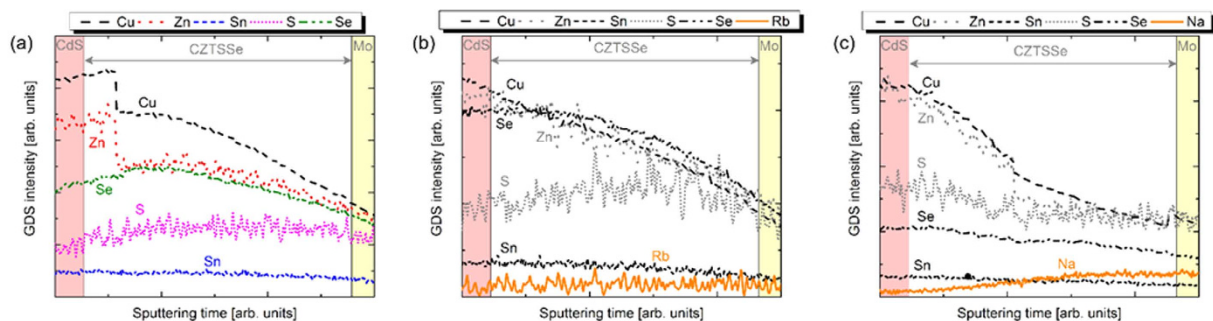 Cu Zn Sn S Se
(a)
CdS CZTSSe Mo
Cu
Zn
Se
S
Sn
GDS intensity [arb. units]
Sputtering time [arb. units]
Cu Zn Sn S Se Rb
(b)
CdS CZTSSe Mo
Cu
Se
Zn
S
Sn
Rb
GDS intensity [arb. units]
Sputtering time [arb. units]
Cu Zn Sn S Se Na
(c)
CdS CZTSSe Mo
Cu
Zn
S
Se
Sn
Na
GDS intensity [arb. units]
Sputtering time [arb. units]